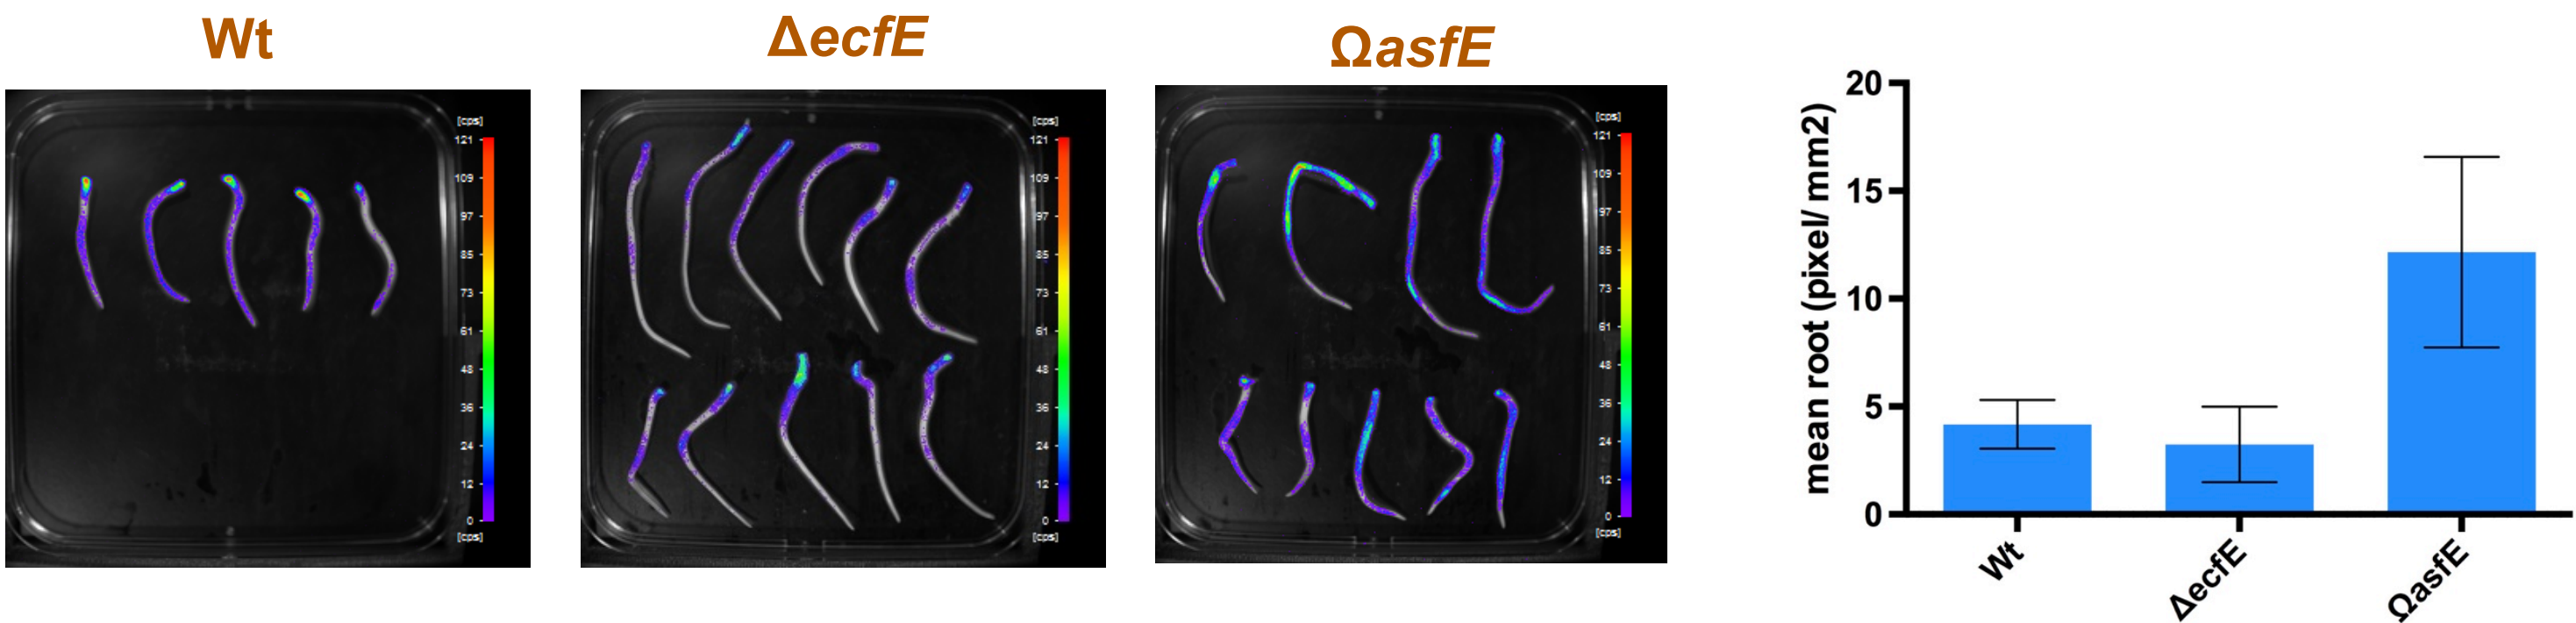 Wt
ΔecfE
ΩasfE
[cps]
121
109
97
85
73
61
48
36
24
12
0
[cps]
[cps]
121
109
97
85
73
61
48
36
24
12
0
[cps]
[cps]
121
109
97
85
73
61
48
36
24
12
0
[cps]
mean root (pixel/ mm2)
20
15
10
5
0
Wt
ΔecfE
ΩasfE